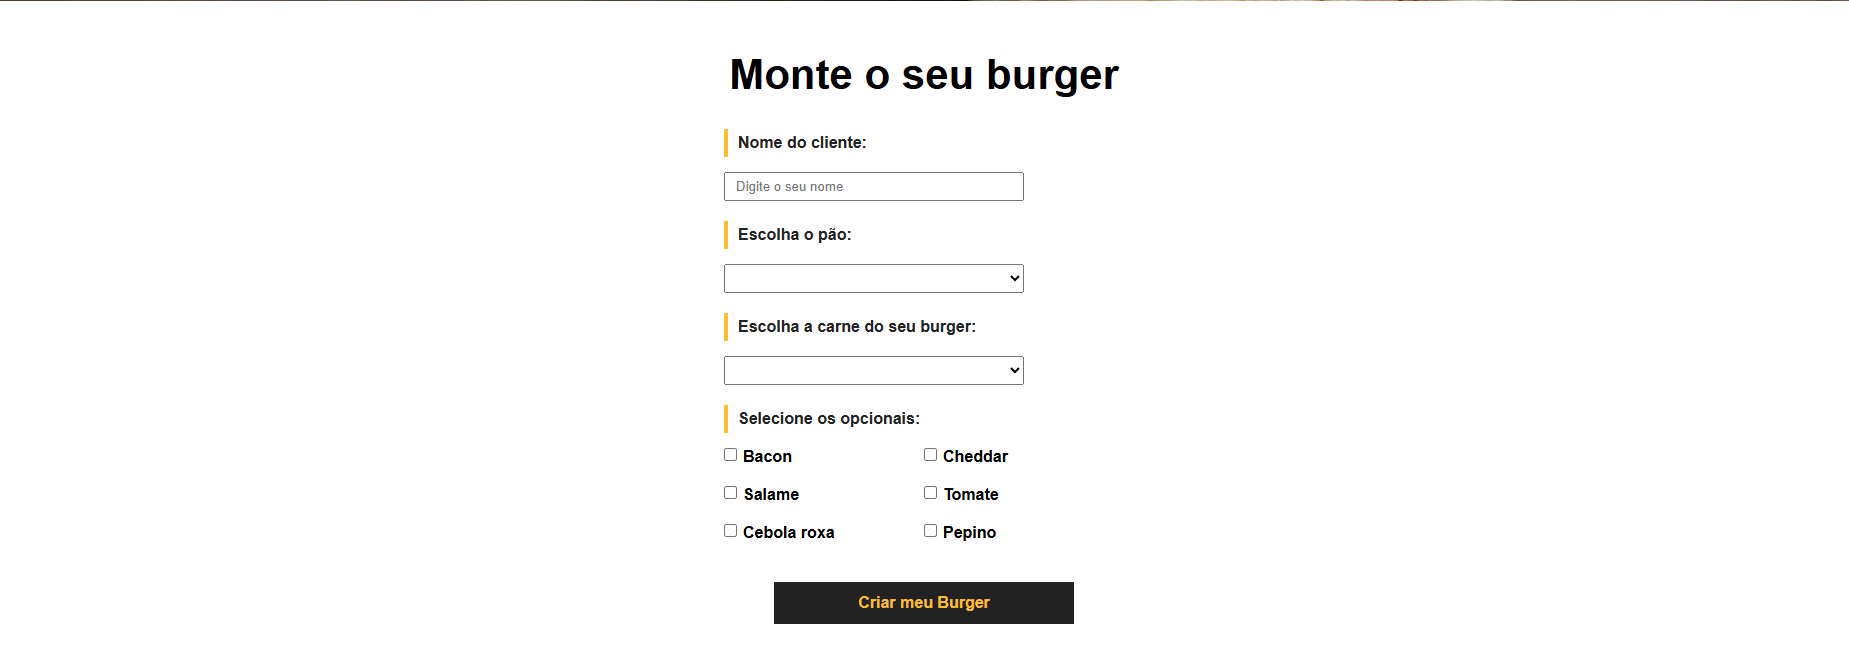 Monte o seu burger
Nome do cliente:
Digite o seu nome
Escolha o pão:
Escolha a carne do seu burger:
Selecione os opcionais:
Bacon Cheddar
Salame Tomate
Cebola roxa Pepino
Criar meu Burger